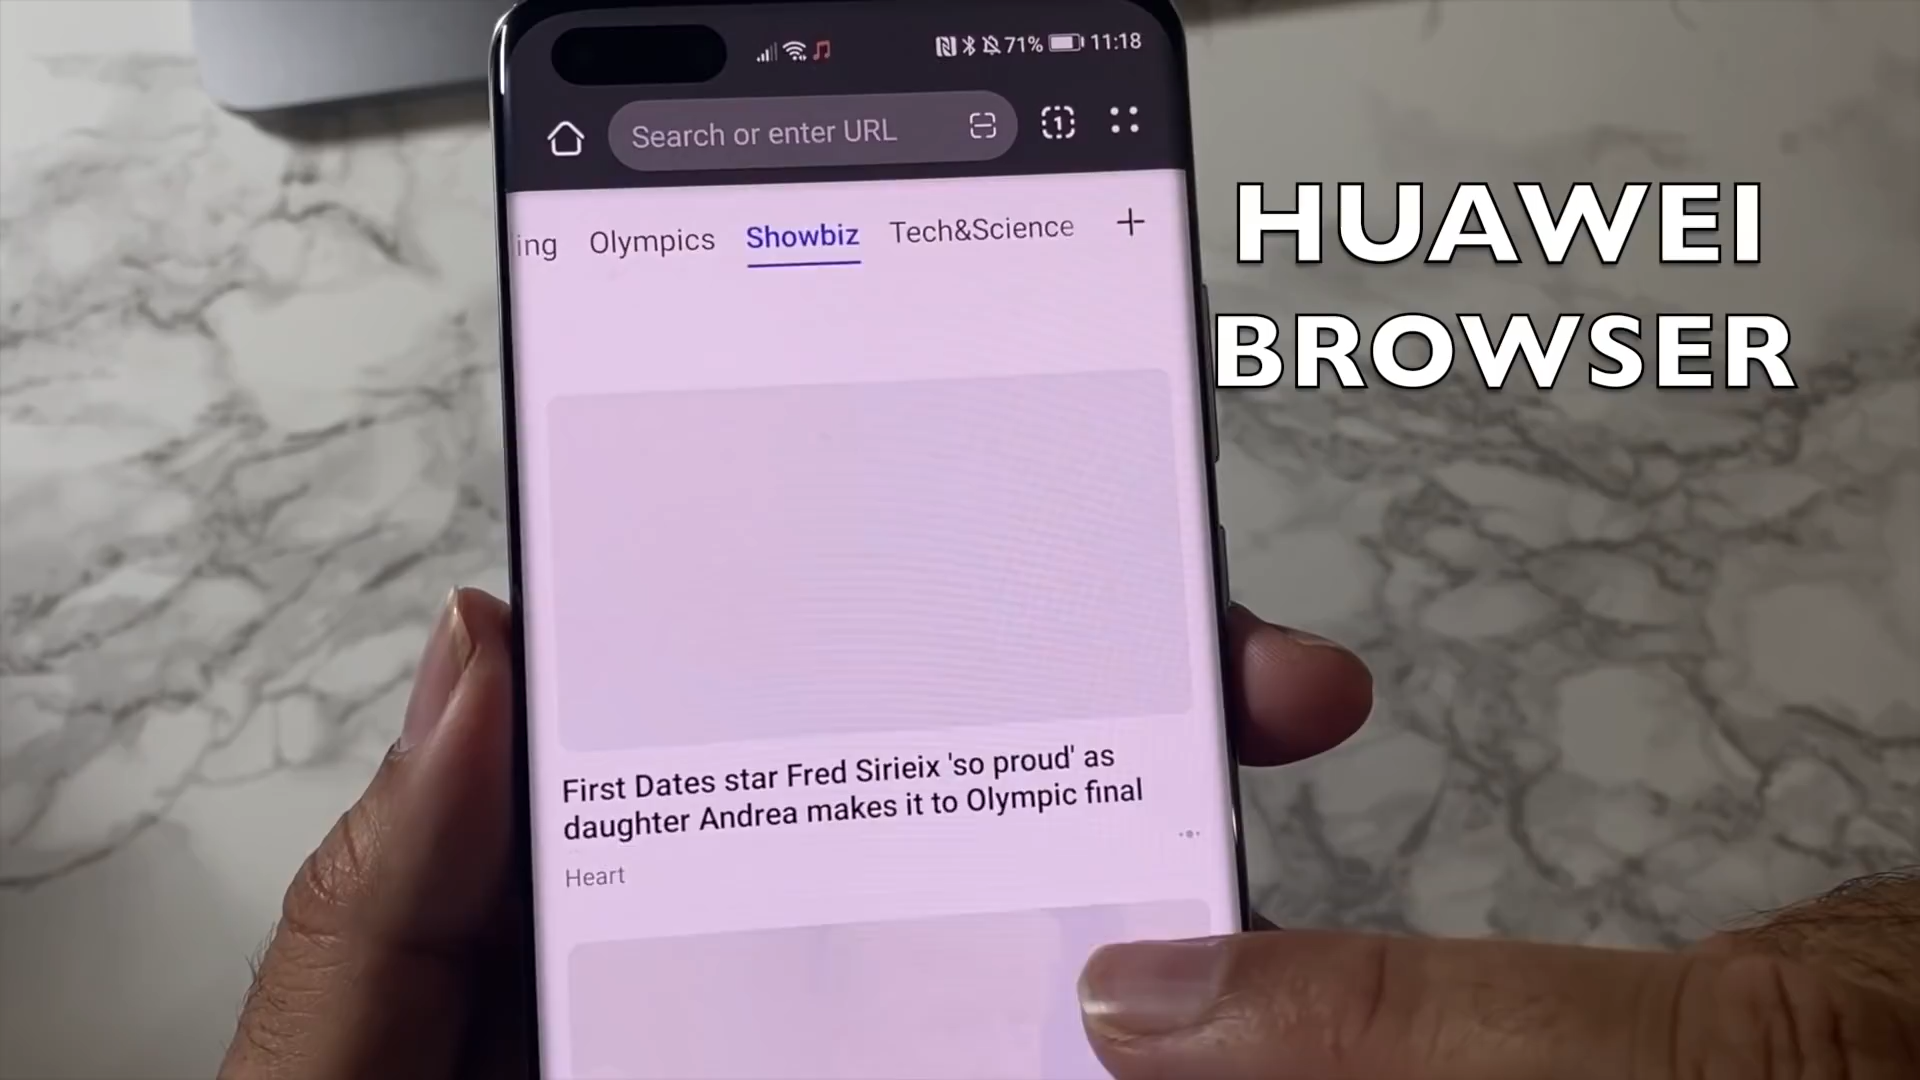 71% 11:18
Search or enter URL
1
ing Olympics Showbiz Tech&Science +
HUAWEI
BROWSER
First Dates star Fred Sirieix 'so proud' as
daughter Andrea makes it to Olympic final
Heart